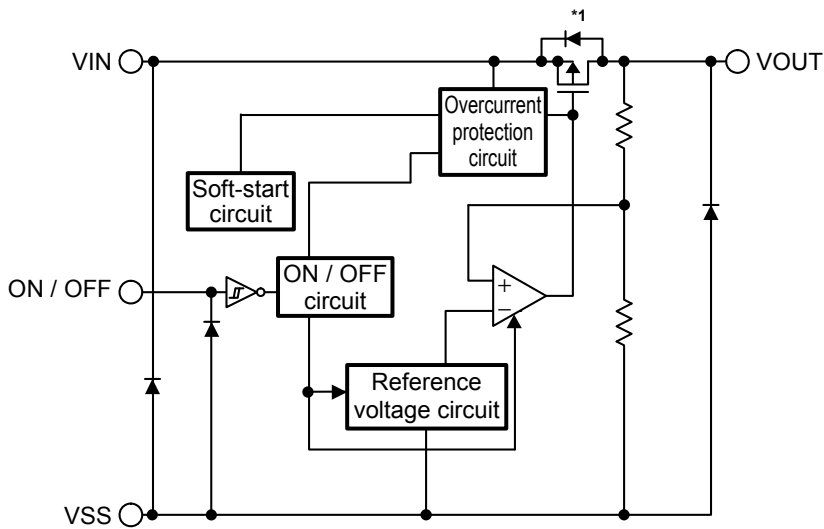 *1
VIN
VOUT
Overcurrent
protection
circuit
Soft-start
circuit
ON / OFF
ON / OFF
circuit
+
−
Reference
voltage circuit
VSS